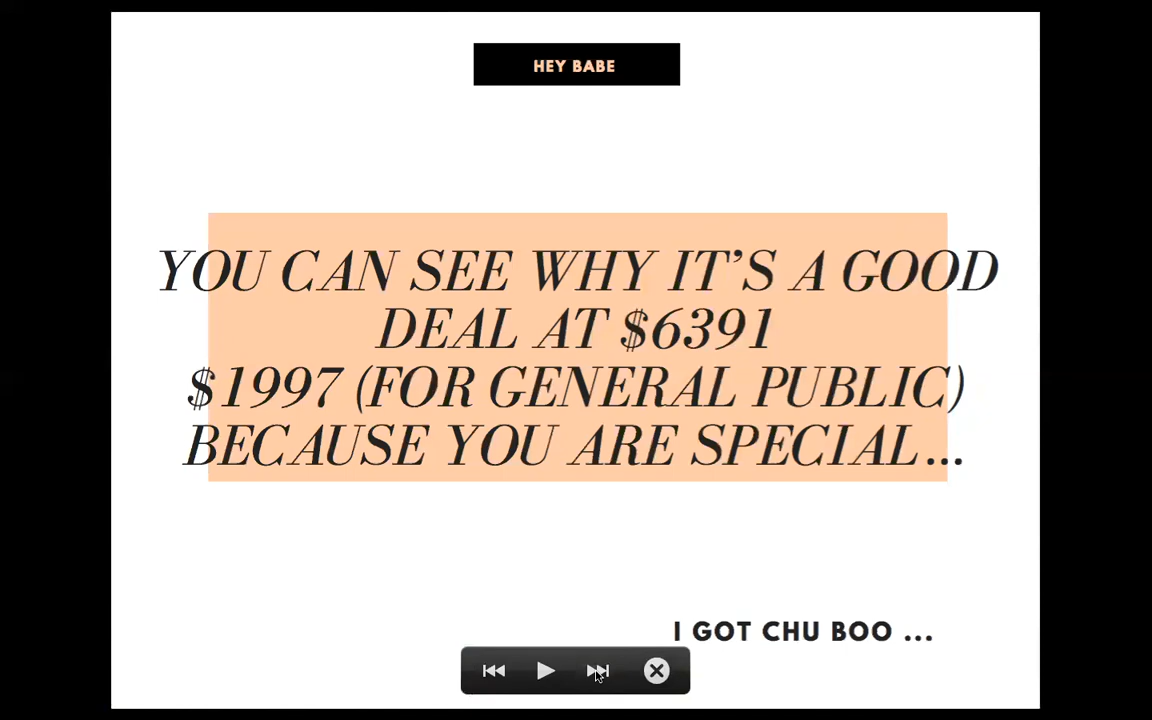 HEY BABE
YOU CAN SEE WHY IT’S A GOOD
DEAL AT $6391
$1997 (FOR GENERAL PUBLIC)
BECAUSE YOU ARE SPECIAL...
I GOT CHU BOO ...